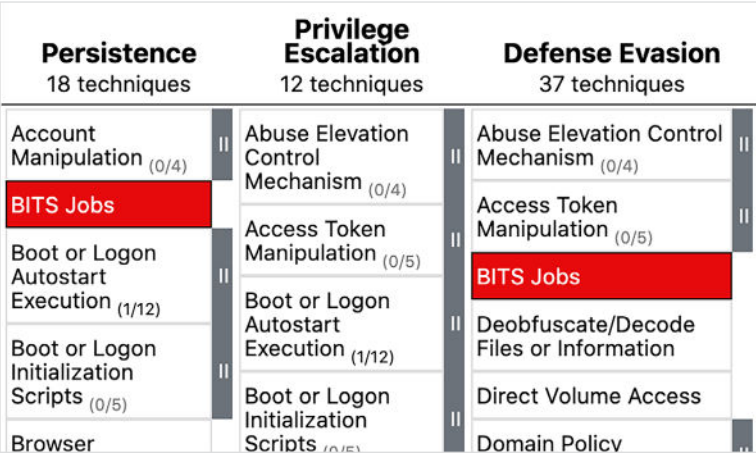 Persistence
18 techniques
Account
Manipulation (0/4)
BITS Jobs
Boot or Logon
Autostart
Execution (1/12)
Boot or Logon
Initialization
Scripts (0/5)
Browser
Privilege
Escalation
12 techniques
Abuse Elevation
Control
Mechanism (0/4)
Access Token
Manipulation (0/5)
Boot or Logon
Autostart
Execution (1/12)
Boot or Logon
Initialization
Scripts (0/5)
Defense Evasion
37 techniques
Abuse Elevation Control
Mechanism (0/4)
Access Token
Manipulation (0/5)
BITS Jobs
Deobfuscate/Decode
Files or Information
Direct Volume Access
Domain Policy